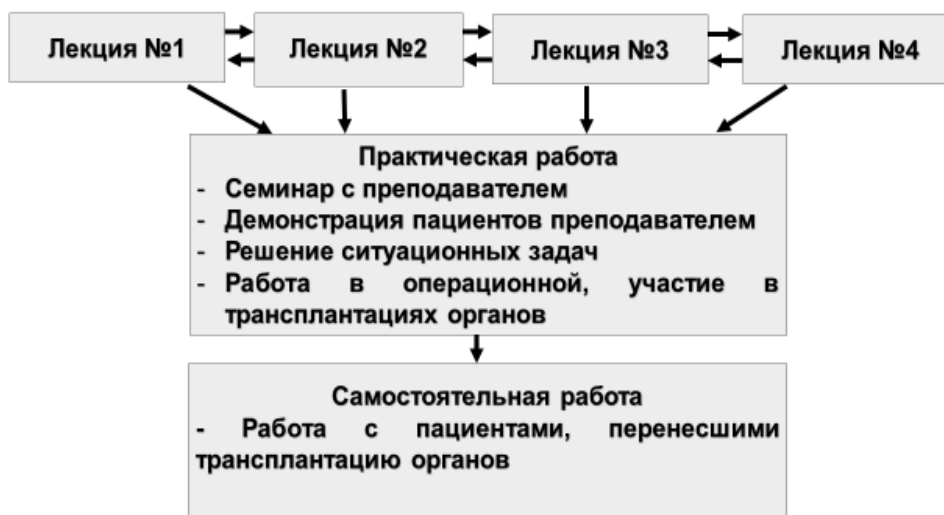 Лекция №1
Лекция №2
Лекция №3
Лекция №4
Практическая работа
- Семинар с преподавателем
- Демонстрация пациентов преподавателем
- Решение ситуационных задач
- Работа в операционной, участие в
трансплантациях органов
Самостоятельная работа
- Работа с пациентами, перенесшими
трансплантацию органов